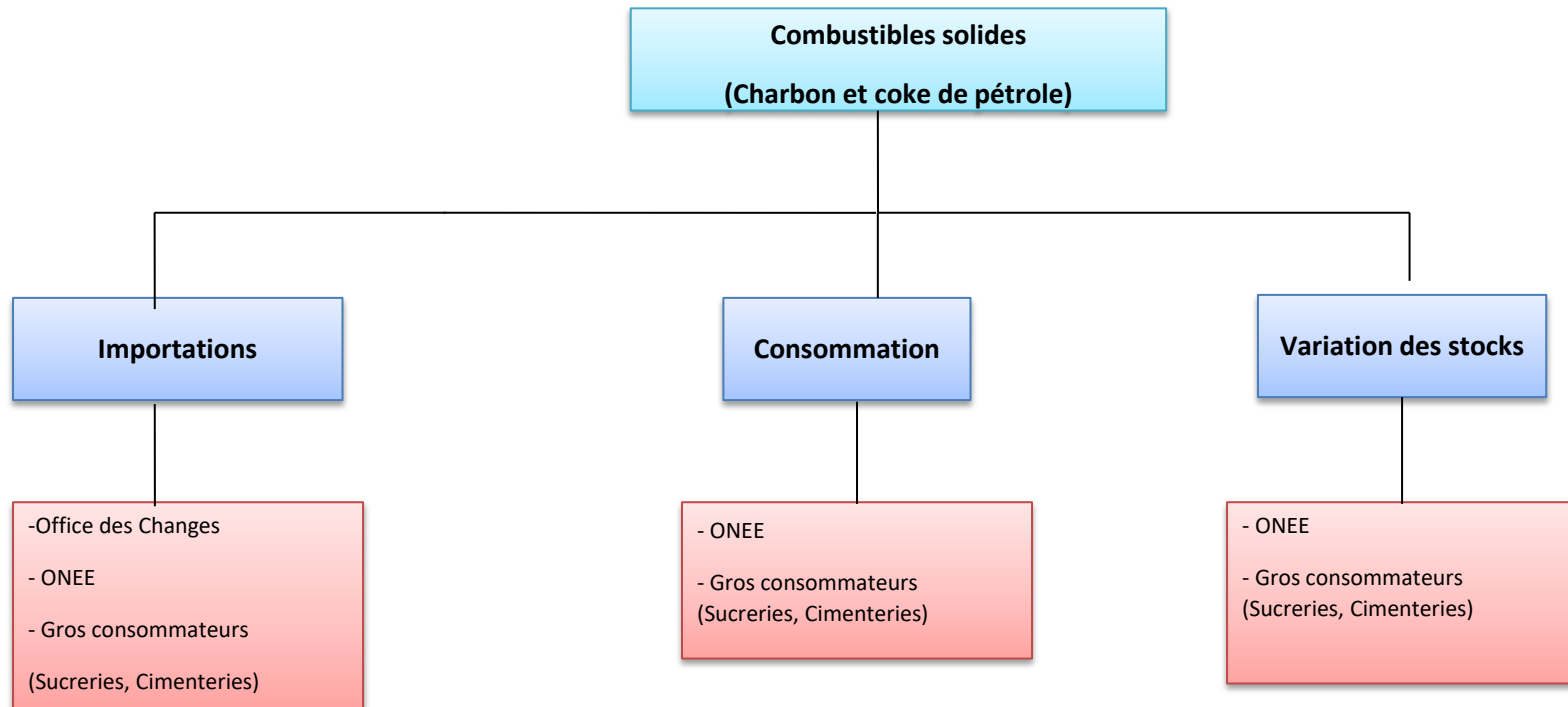 Combustibles solides
(Charbon et coke de pétrole)
Importations
Consommation
Variation des stocks
-Office des Changes
- ONEE
- Gros consommateurs
(Sucreries, Cimenteries)
- ONEE
- Gros consommateurs
(Sucreries, Cimenteries)
- ONEE
- Gros consommateurs
(Sucreries, Cimenteries)